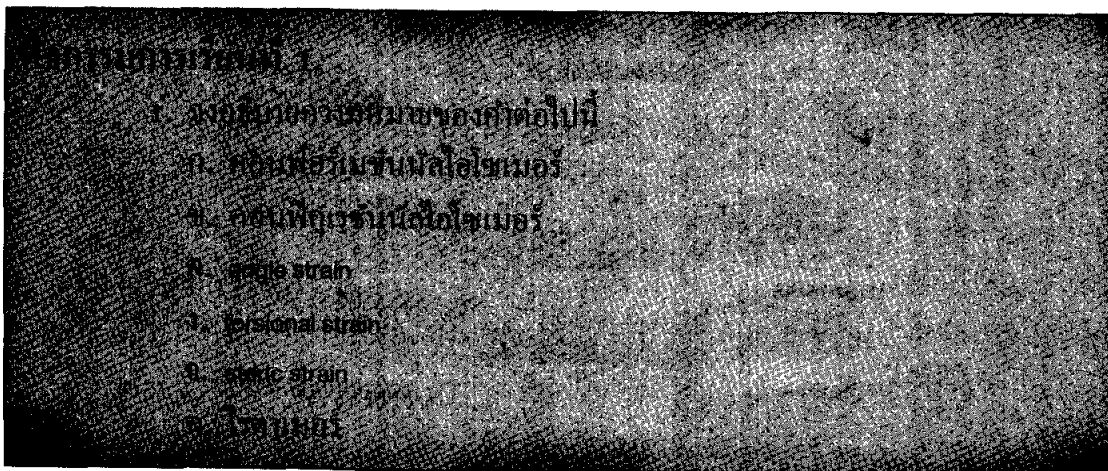 1. จงอธิบายความหมายของคำต่อไปนี้
ก. คอนฟอร์เมชันนัลไอโซเมอร์
ข. คอนฟิกุเรชันนัลไอโซเมอร์
ค. angle strain
ง. torsional strain
จ. steric strain